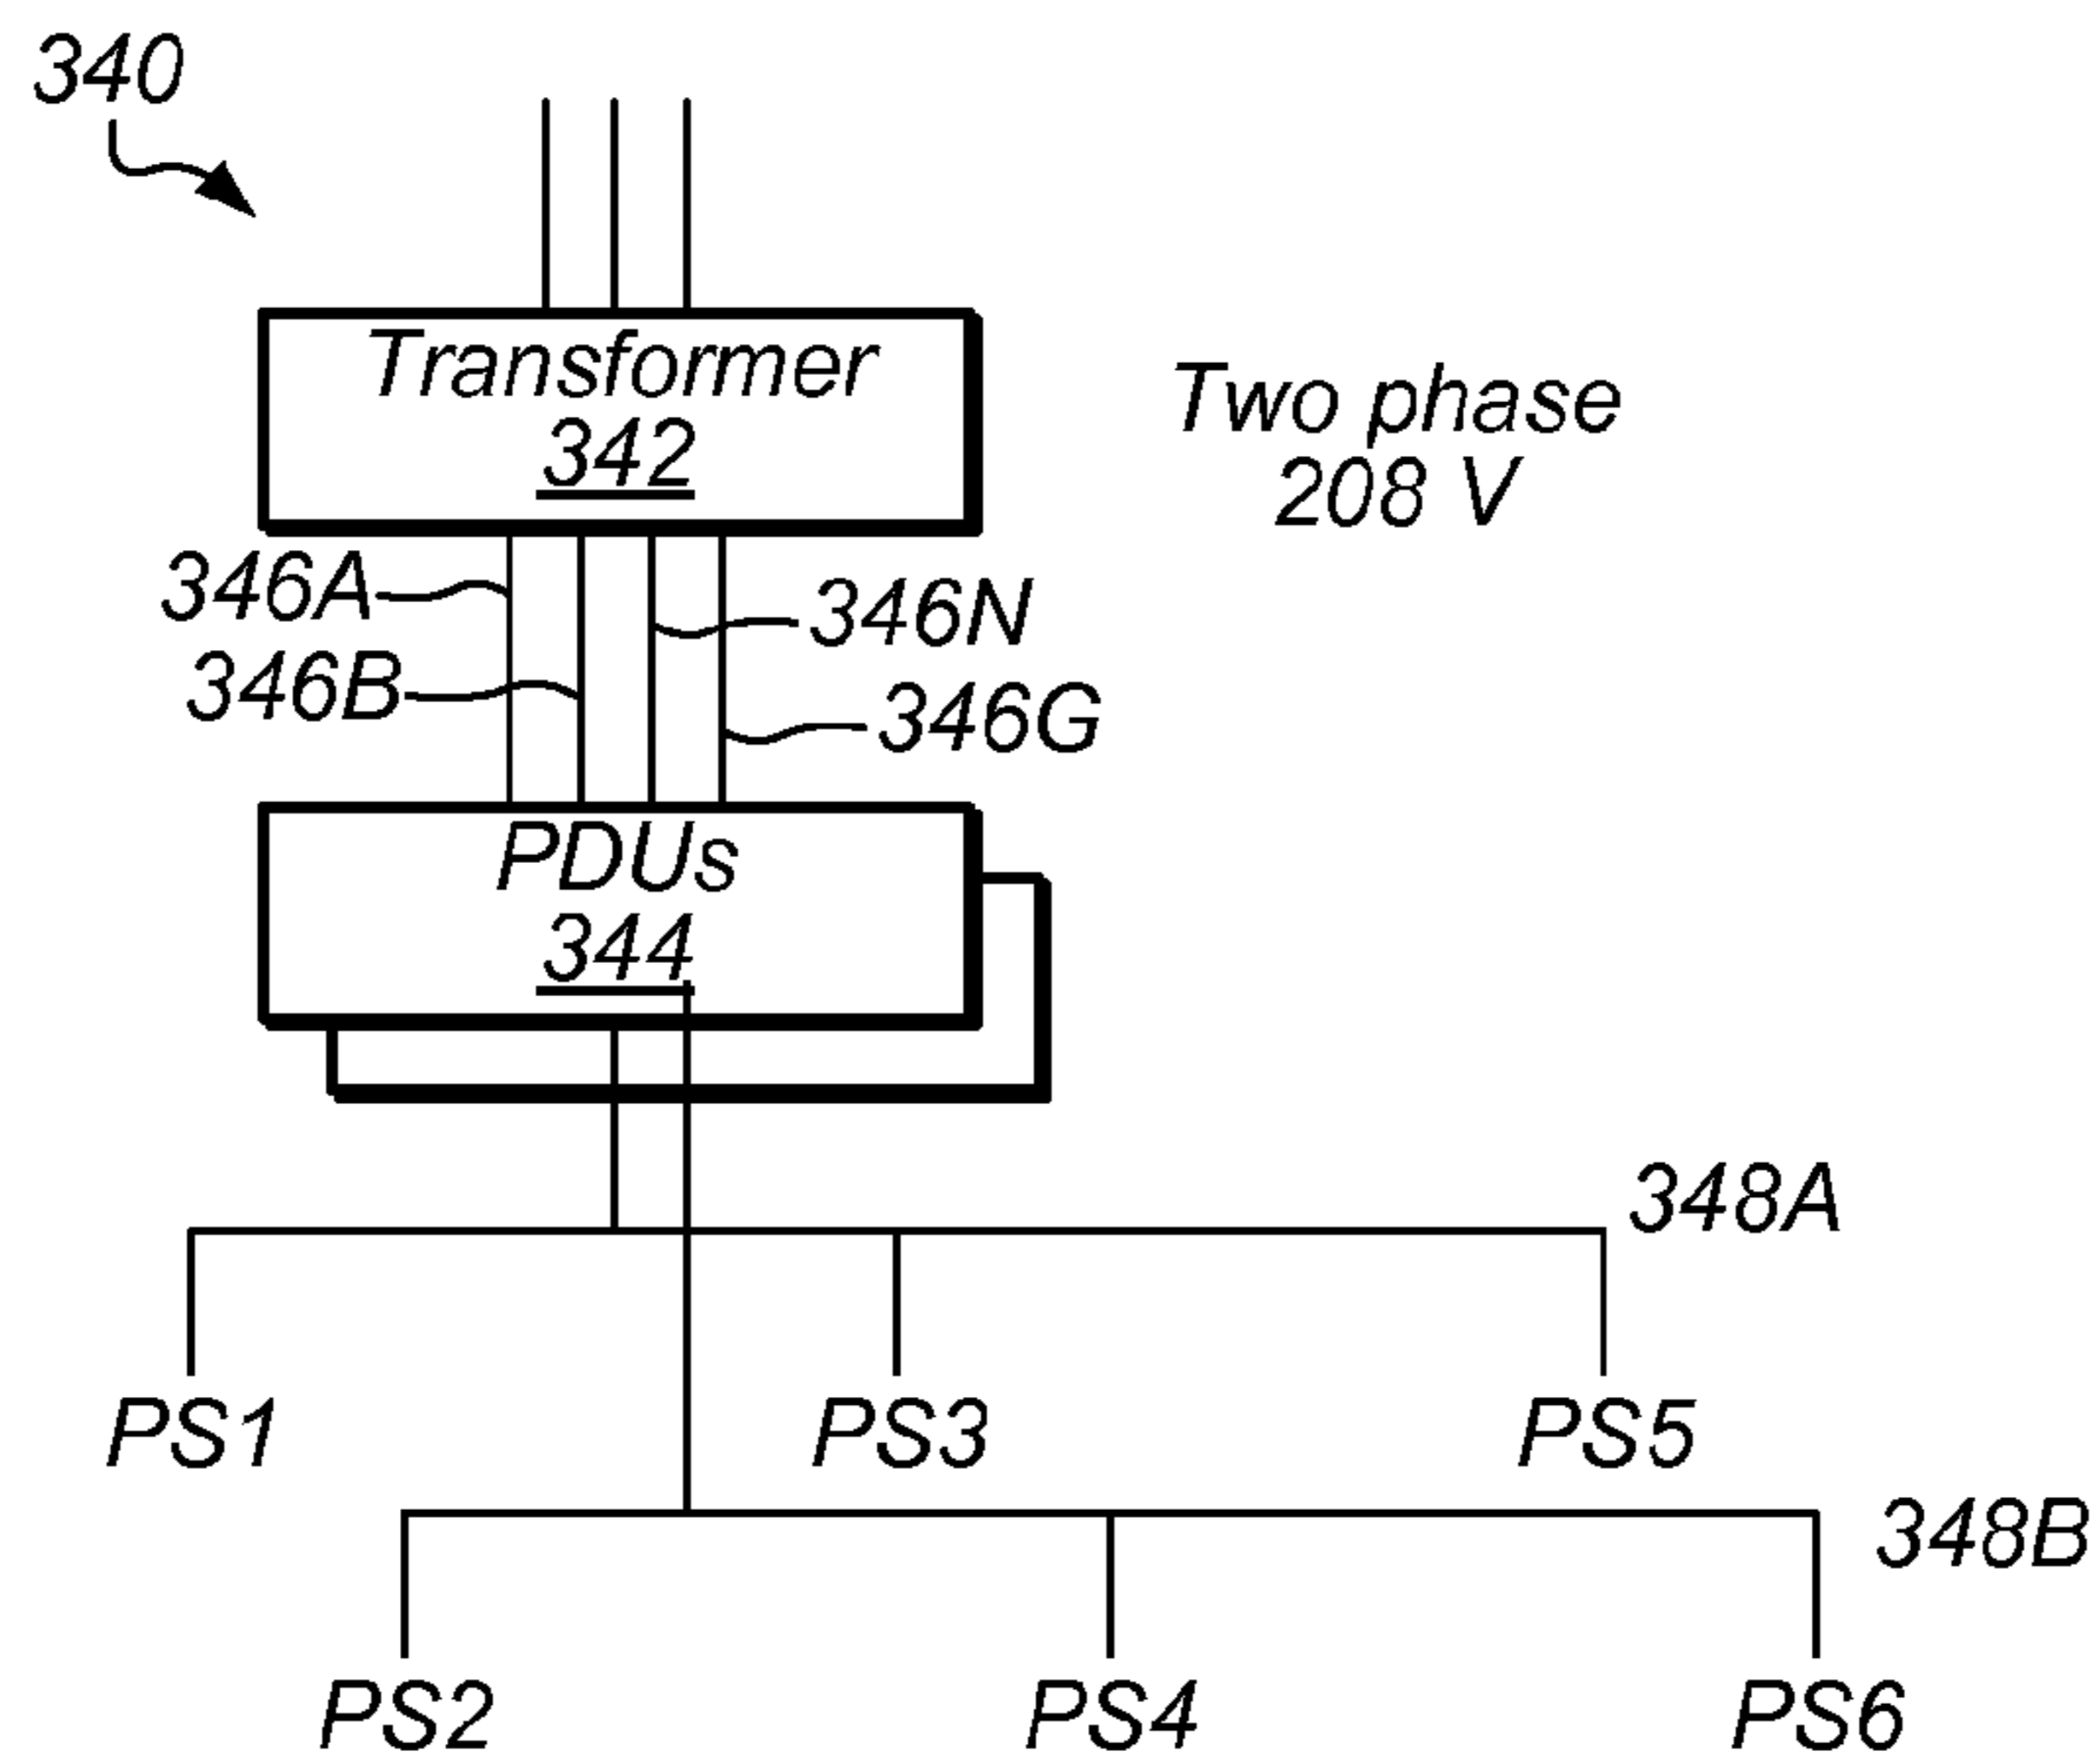 340
Transformer
342
Two phase
208 V
346A
346N
346B
346G
PDUs
344
348A
PS1 PS3 PS5
348B
PS2 PS4 PS6